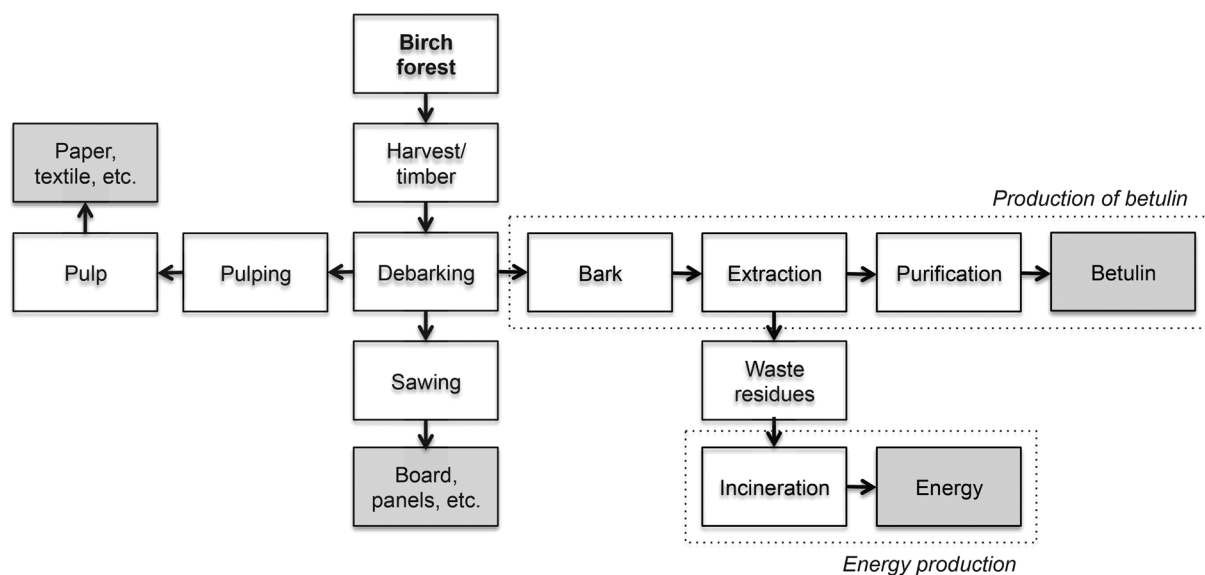 Birch
forest
Paper,
textile, etc.
Harvest/
timber
Production of betulin
Pulp
Pulping
Debarking
Bark
Extraction
Purification
Betulin
Sawing
Waste
residues
Board,
panels, etc.
Incineration
Energy
Energy production